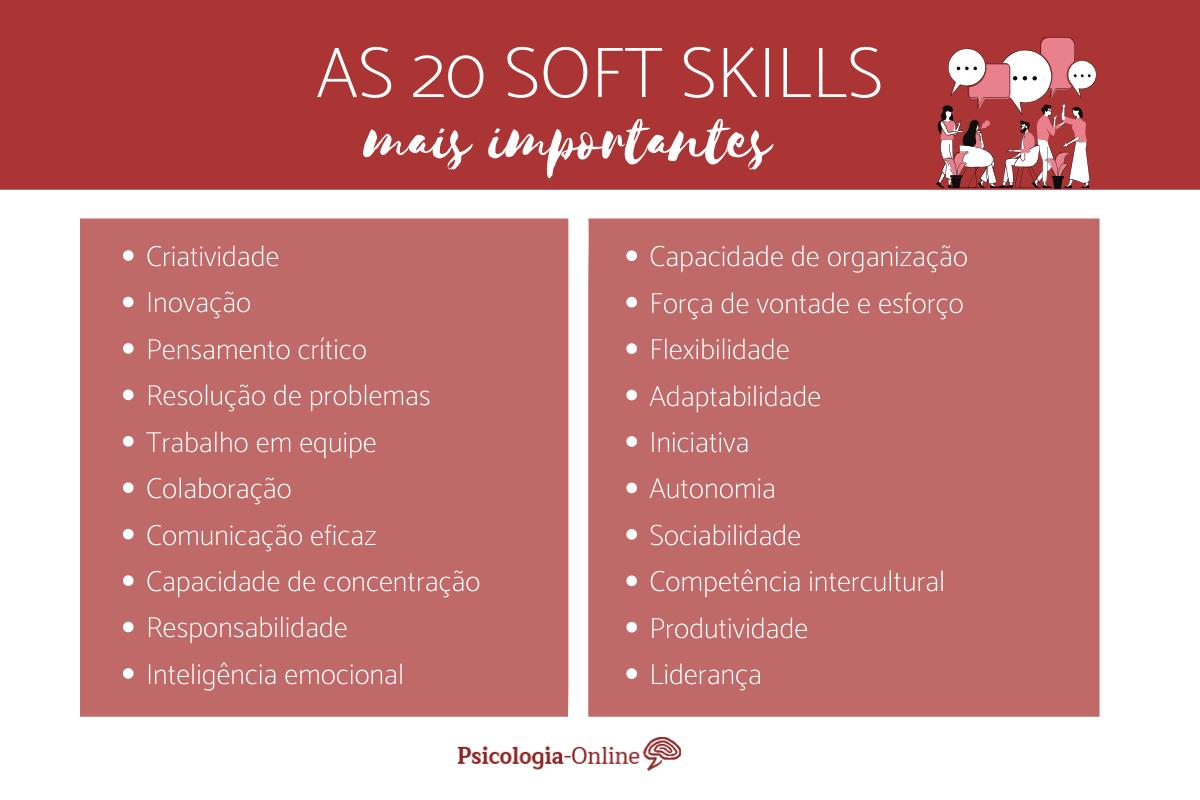 AS 20 SOFT SKILLS
mais importantes
• Criatividade
• Inovação
• Pensamento crítico
• Resolução de problemas
• Trabalho em equipe
• Colaboração
• Comunicação eficaz
• Capacidade de concentração
• Responsabilidade
• Inteligência emocional
• Capacidade de organização
• Força de vontade e esforço
• Flexibilidade
• Adaptabilidade
• Iniciativa
• Autonomia
• Sociabilidade
• Competência intercultural
• Produtividade
• Liderança
Psicologia-Online